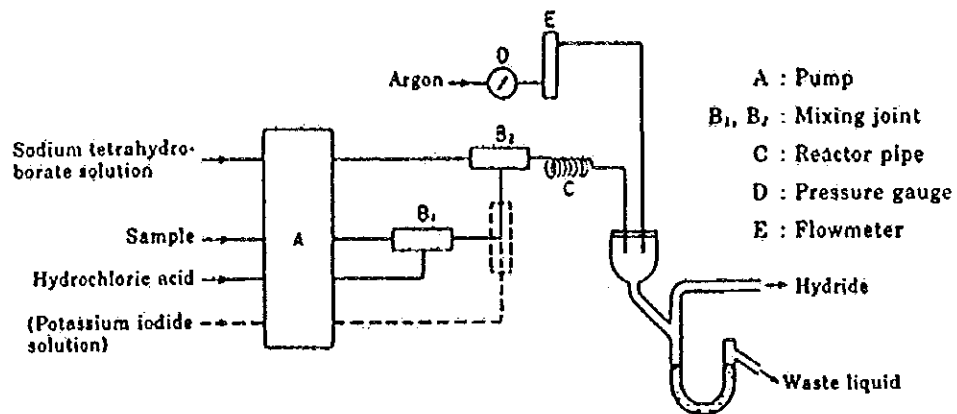 E
D
Argon
A : Pump
B₁, B₂ : Mixing joint
C : Reactor pipe
D : Pressure gauge
E : Flowmeter
Sodium tetrahydro-
borate solution
B₂
C
Sample
A
B₁
Hydrochloric acid
(Potassium iodide
solution)
Hydride
Waste liquid